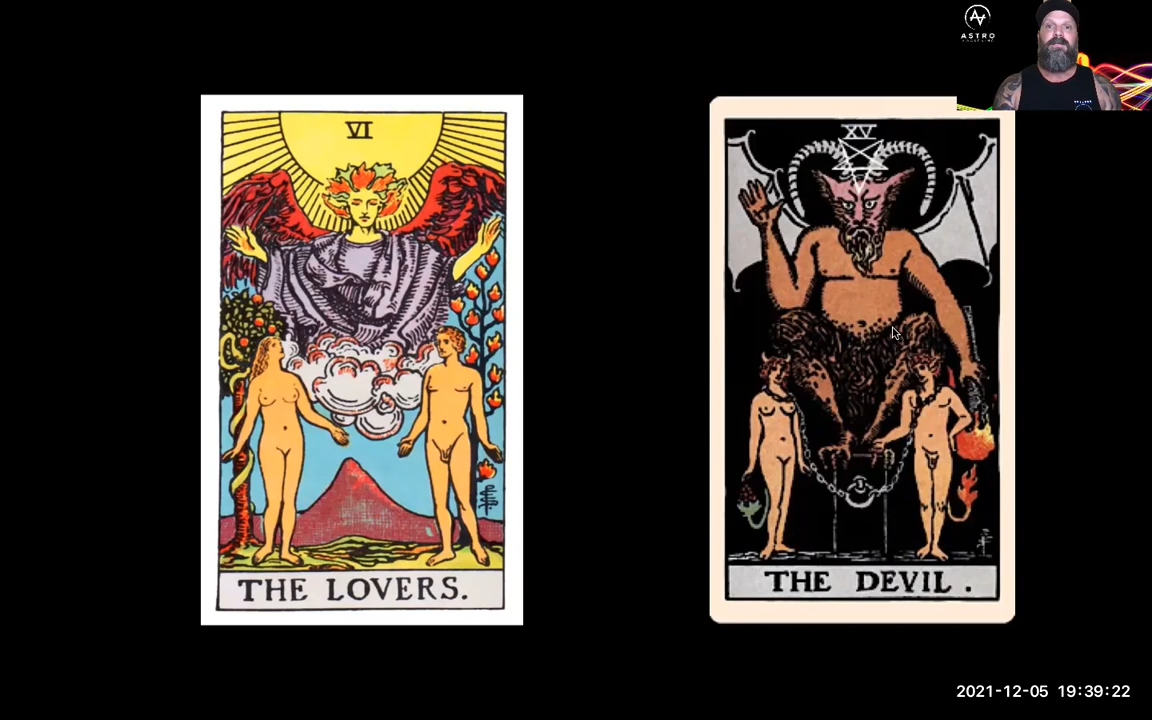 ASTRO
VI
XV
THE LOVERS.
THE DEVIL.
2021-12-05 19:39:22